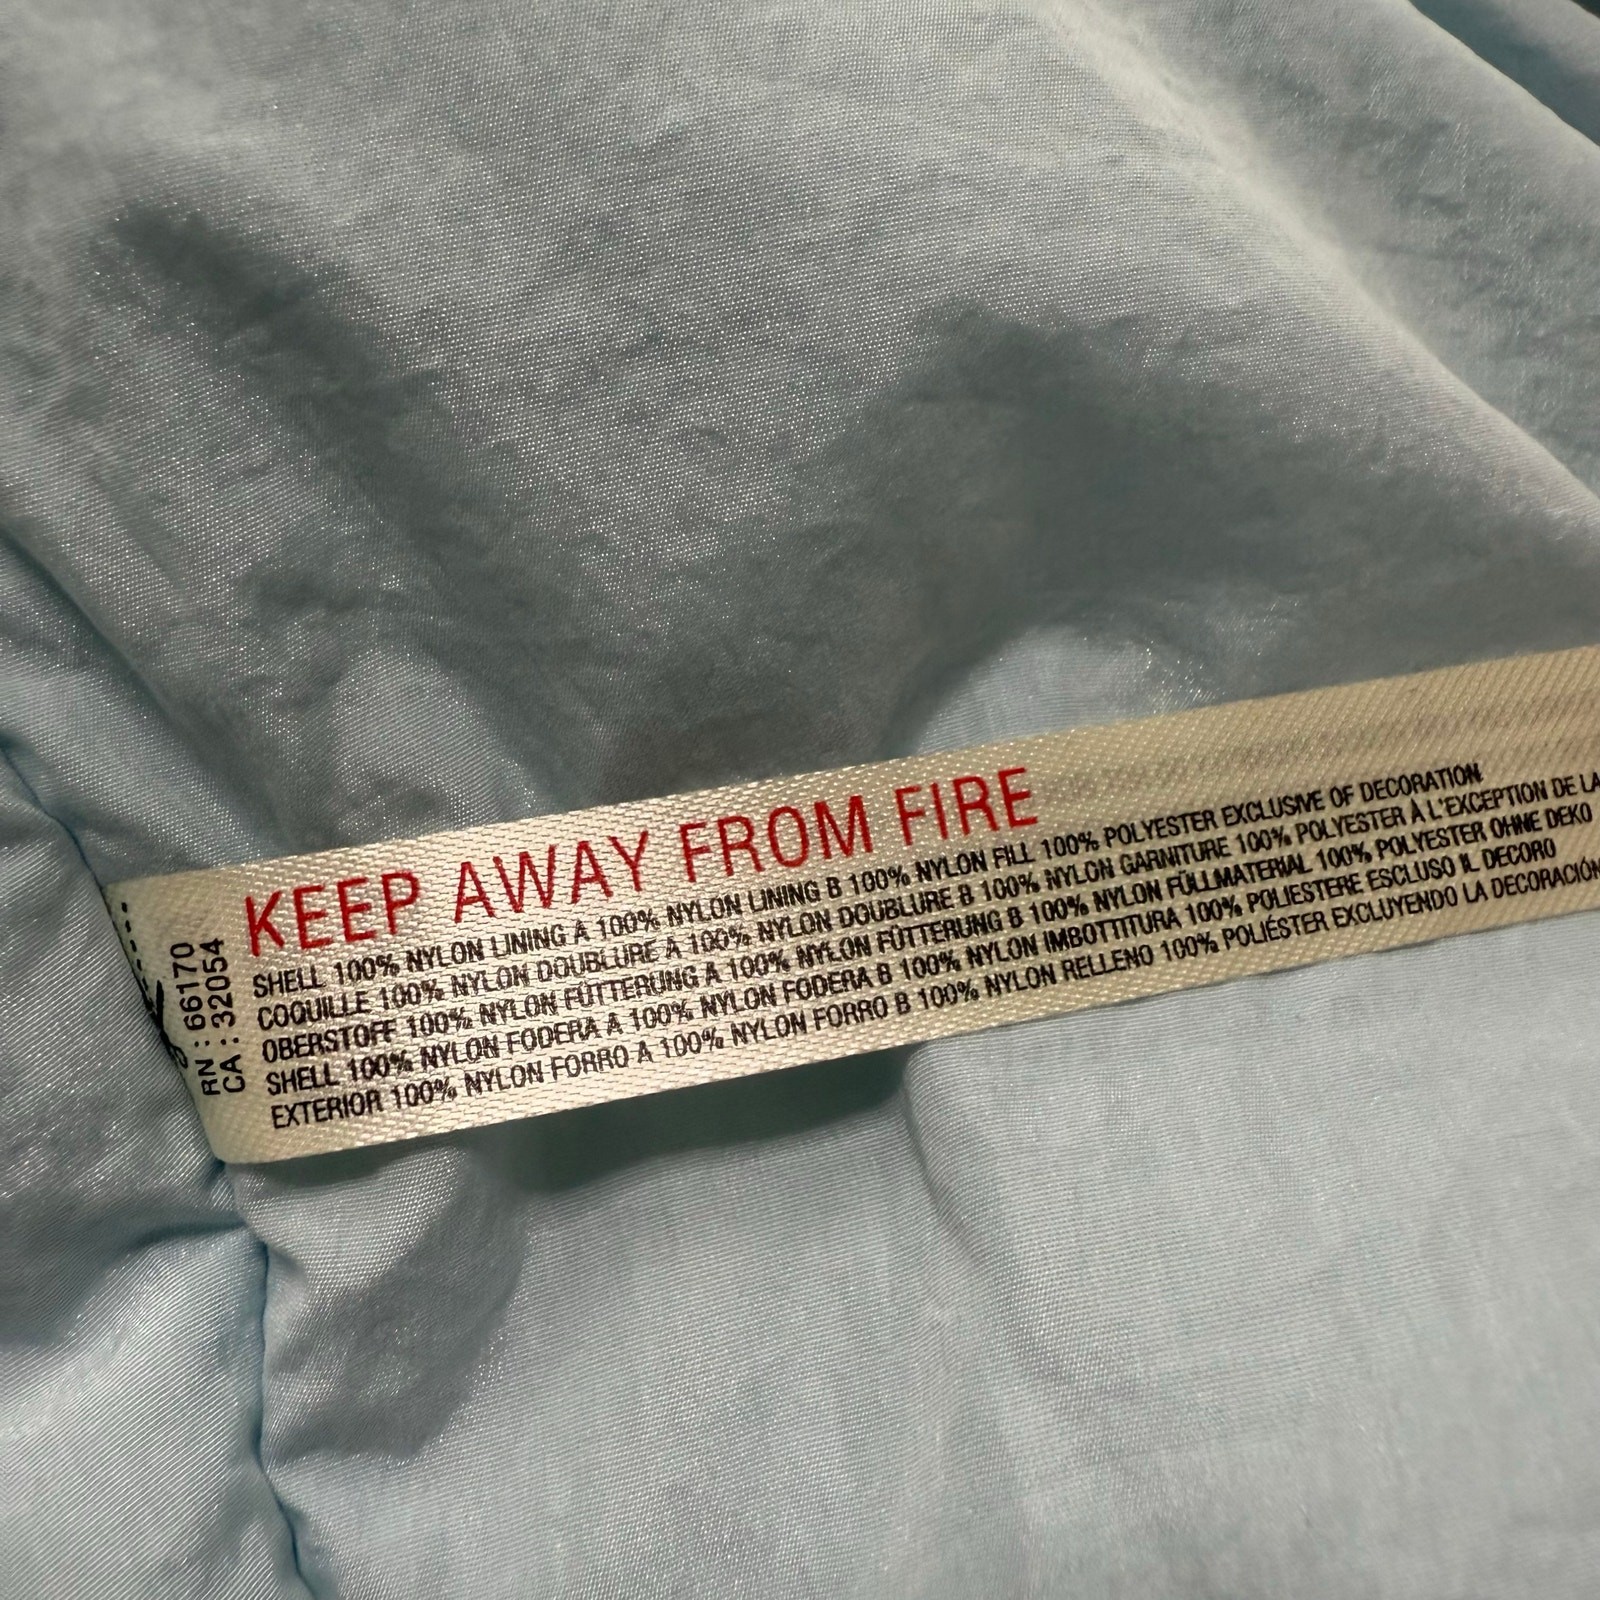 KEEP AWAY FROM FIRE
SHELL 100% NYLON LINING A 100% NYLON LINING B 100% NYLON FILL 100% POLYESTER EXCLUSIVE OF DECORATION
COQUILLE 100% NYLON DOUBLURE A 100% NYLON DOUBLURE B 100% NYLON GARNITURE 100% POLYESTER À L'EXCEPTION DE LA
OBERSTOFF 100% NYLON FÜTTERUNG A 100% NYLON FÜTTERUNG B 100% NYLON FÜLLMATERIAL 100% POLYESTER OHNE DEKO
SHELL 100% NYLON FODERA A 100% NYLON FODERA B 100% NYLON IMBOTTITURA 100% POLIESTERE ESCLUSO IL DECORO
EXTERIOR 100% NYLON FORRO A 100% NYLON FORRO B 100% NYLON RELLENO 100% POLIÉSTER EXCLUYENDO LA DECORACIÓN
RN : 66170
CA : 32054